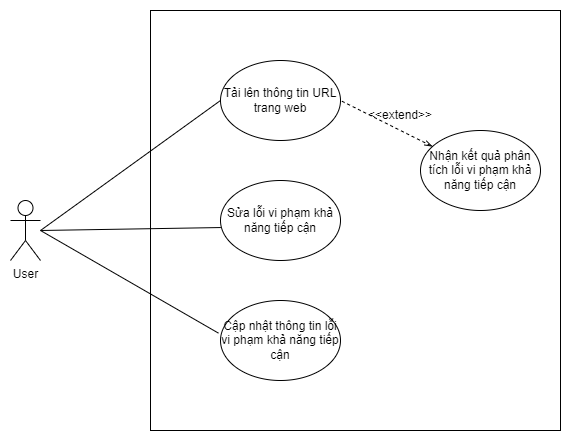 Tải lên thông tin URL
trang web
<<extend>>
Nhận kết quả phân
tích lỗi vi phạm khả
năng tiếp cận
Sửa lỗi vi phạm khả
năng tiếp cận
User
Cập nhật thông tin lỗi
vi phạm khả năng tiếp
cận